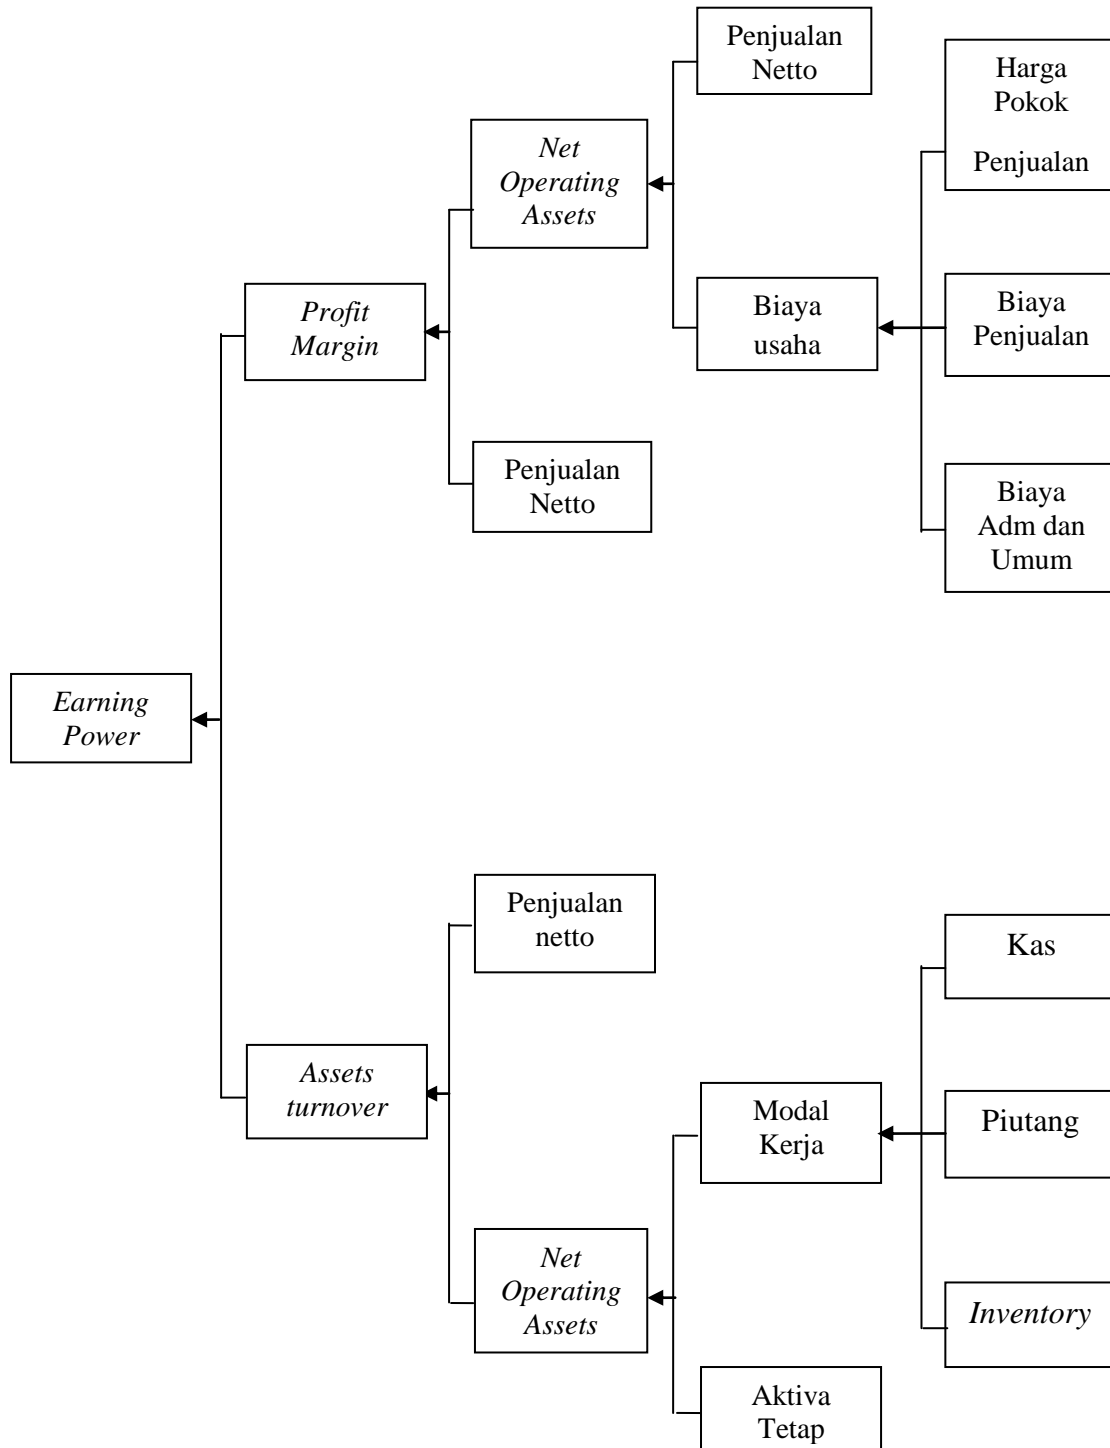 Penjualan
Netto
Harga
Pokok
Penjualan
Net
Operating
Assets
Biaya
usaha
Biaya
Penjualan
Profit
Margin
Penjualan
Netto
Biaya
Adm dan
Umum
Earning
Power
Penjualan
netto
Kas
Assets
turnover
Modal
Kerja
Piutang
Net
Operating
Assets
Inventory
Aktiva
Tetap